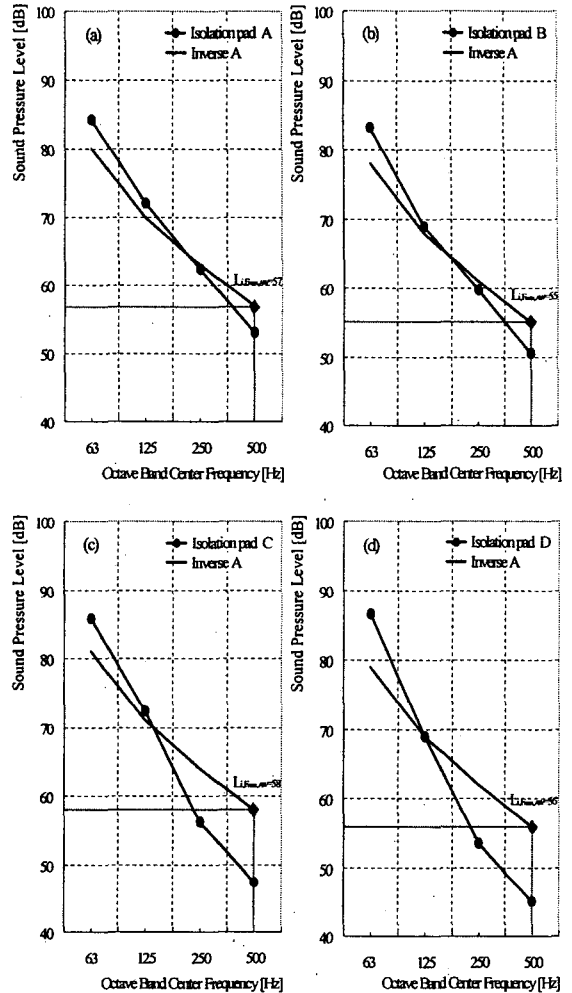 Sound Pressure Level [dB]
100
90
80
70
60
50
40
(a)
Isolation pad A
Inverse A
=57
63 125 250 500
Octave Band Center Frequency [Hz]
Sound Pressure Level [dB]
100
90
80
70
60
50
40
(b)
Isolation pad B
Inverse A
=55
63 125 250 500
Octave Band Center Frequency [Hz]
Sound Pressure Level [dB]
100
90
80
70
60
50
40
(c)
Isolation pad C
Inverse A
=58
63 125 250 500
Octave Band Center Frequency [Hz]
Sound Pressure Level [dB]
100
90
80
70
60
50
40
(d)
Isolation pad D
Inverse A
=56
63 125 250 500
Octave Band Center Frequency [Hz]